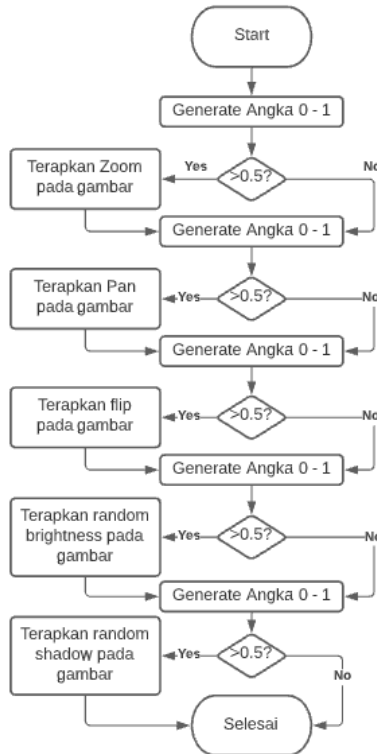 Start
Generate Angka 0 - 1
Terapkan Zoom
pada gambar
Yes
>0.5?
No
Generate Angka 0 - 1
Terapkan Pan
pada gambar
Yes
>0.5?
No
Generate Angka 0 - 1
Terapkan flip
pada gambar
Yes
>0.5?
No
Generate Angka 0 - 1
Terapkan random
brightness pada
gambar
Yes
>0.5?
No
Generate Angka 0 - 1
Terapkan random
shadow pada
gambar
Yes
>0.5?
No
Selesai